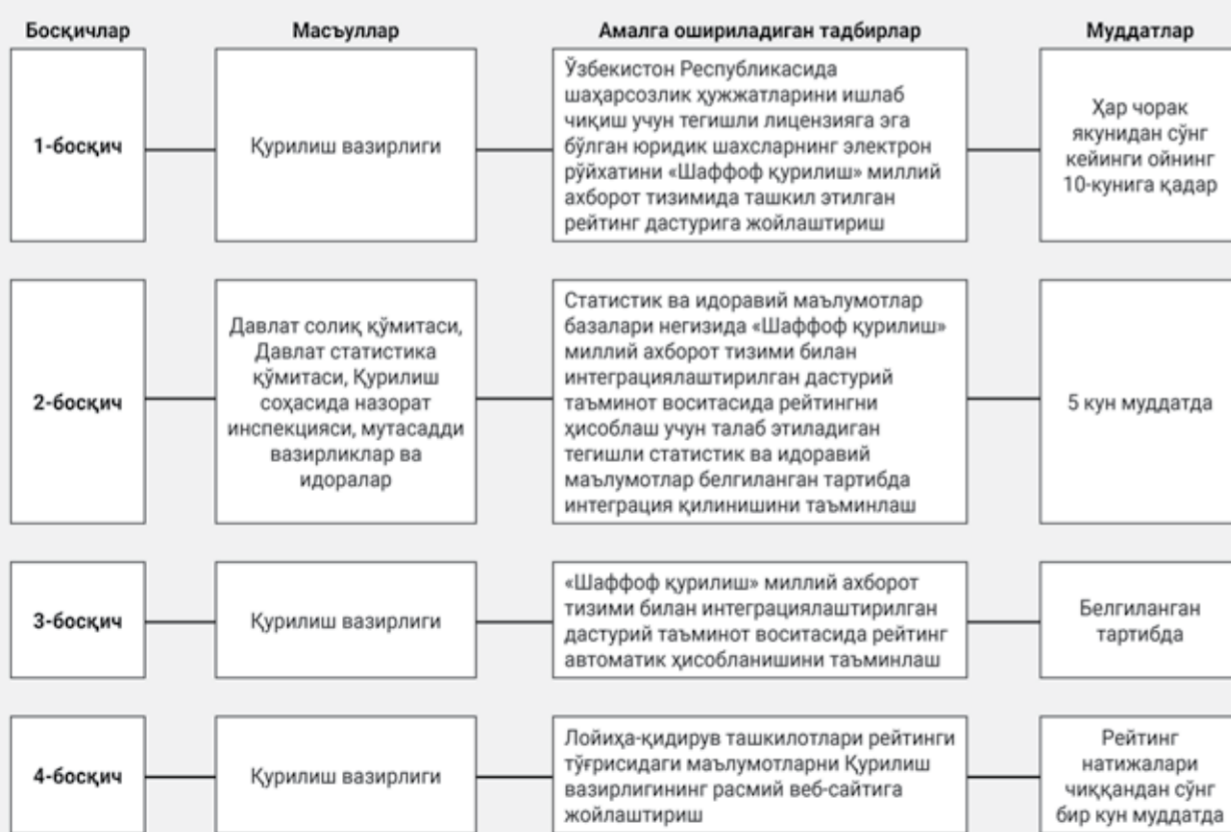 Босқичлар
Масъуллар
Амалга ошириладиган тадбирлар
Муддатлар
1-босқич
Қурилиш вазирлиги
Ўзбекистон Республикасида
шаҳарсозлик ҳужжатларини ишлаб
чиқиш учун тегишли лицензияга эга
бўлган юридик шахсларнинг электрон
рўйхатини «Шаффоф қурилиш» миллий
ахборот тизимида ташкил этилган
рейтинг дастурига жойлаштириш
Ҳар чорак
якунидан сўнг
кейинги ойнинг
10-кунига қадар
2-босқич
Давлат солиқ қўмитаси,
Давлат статистика
қўмитаси, Қурилиш
соҳасида назорат
инспекцияси, мутасадди
вазирликлар ва
идоралар
Статистик ва идоравий маълумотлар
базалари негизида «Шаффоф қурилиш»
миллий ахборот тизими билан
интеграциялаштирилган дастурий
таъминот воситасида рейтингни
ҳисоблаш учун талаб этиладиган
тегишли статистик ва идоравий
маълумотлар белгиланган тартибда
интеграция қилинишини таъминлаш
5 кун муддатда
3-босқич
Қурилиш вазирлиги
«Шаффоф қурилиш» миллий ахборот
тизими билан интеграциялаштирилган
дастурий таъминот воситасида рейтинг
автоматик ҳисобланишини таъминлаш
Белгиланган
тартибда
4-босқич
Қурилиш вазирлиги
Лойиҳа-қидирув ташкилотлари рейтинги
тўғрисидаги маълумотларни Қурилиш
вазирлигининг расмий веб-сайтига
жойлаштириш
Рейтинг
натижалари
чиққандан сўнг
бир кун муддатда